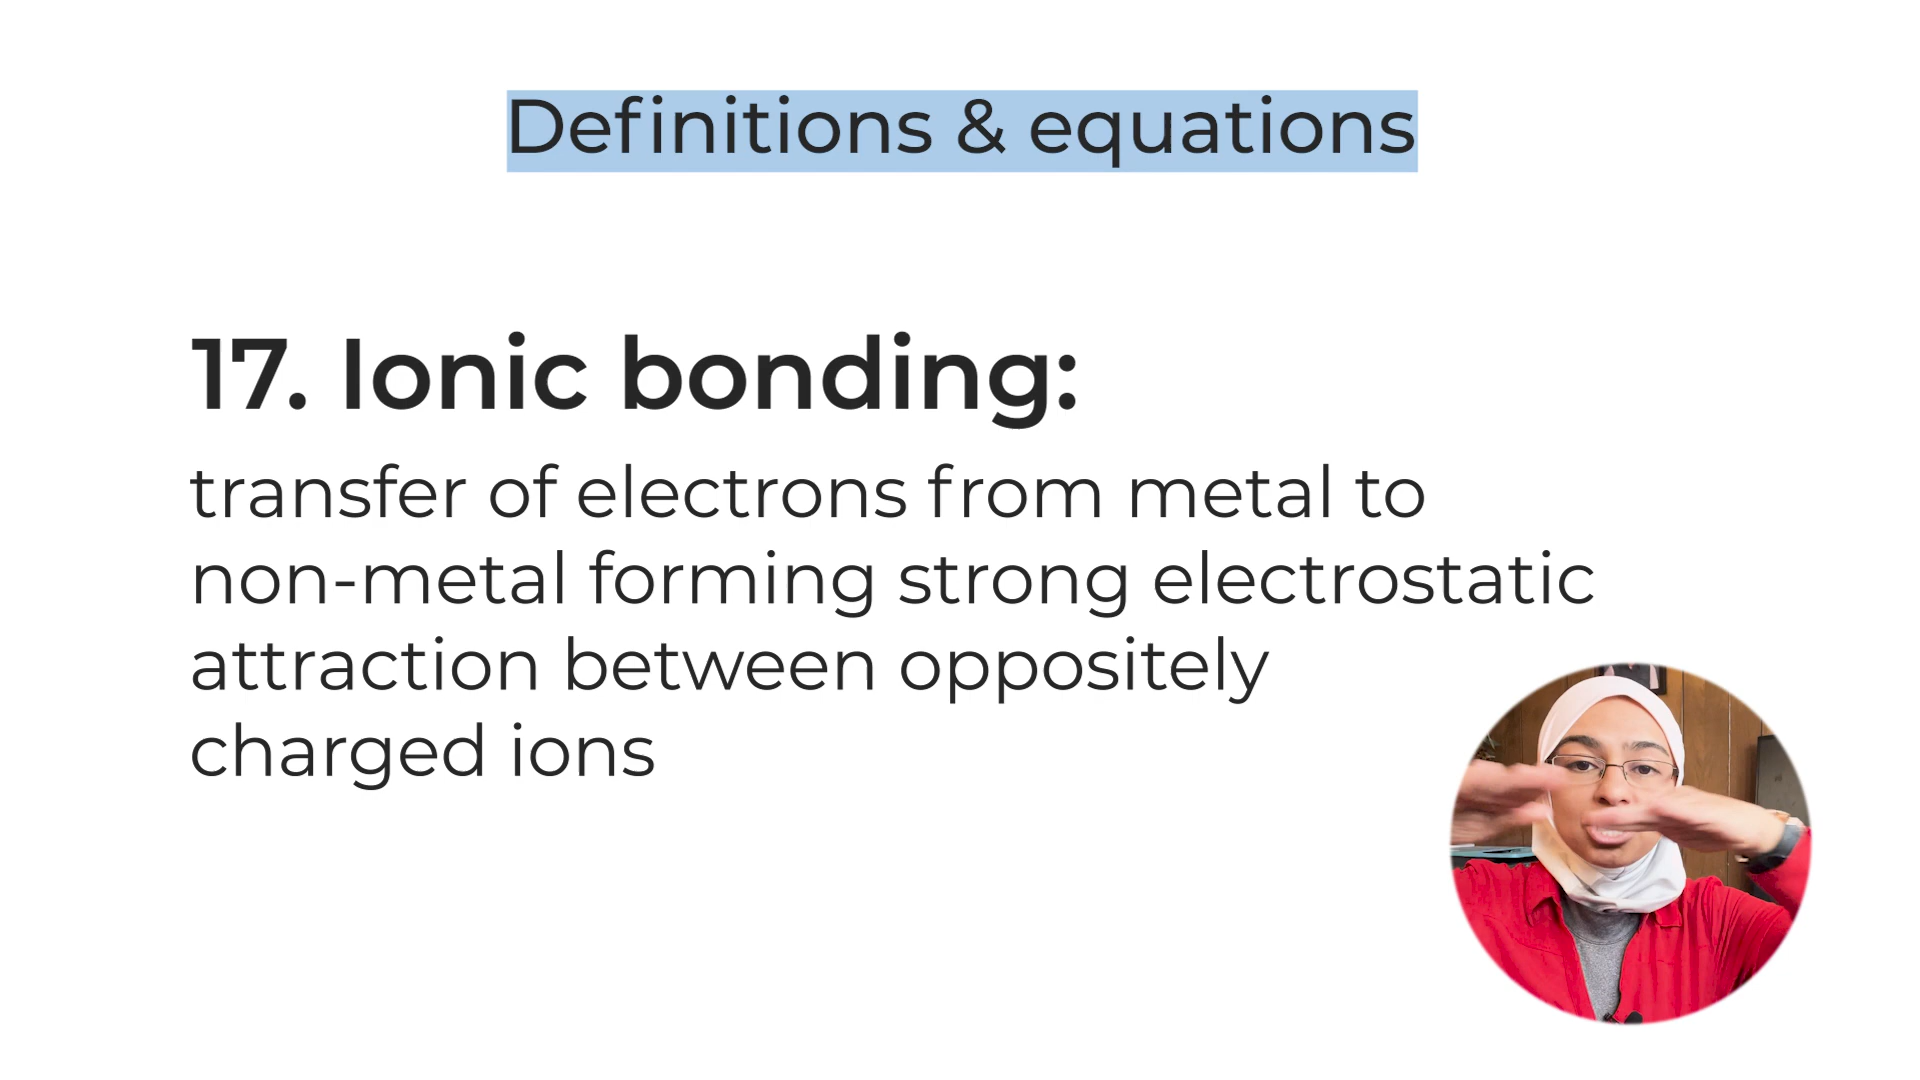 Definitions & equations
17. Ionic bonding:
transfer of electrons from metal to
non-metal forming strong electrostatic
attraction between oppositely
charged ions